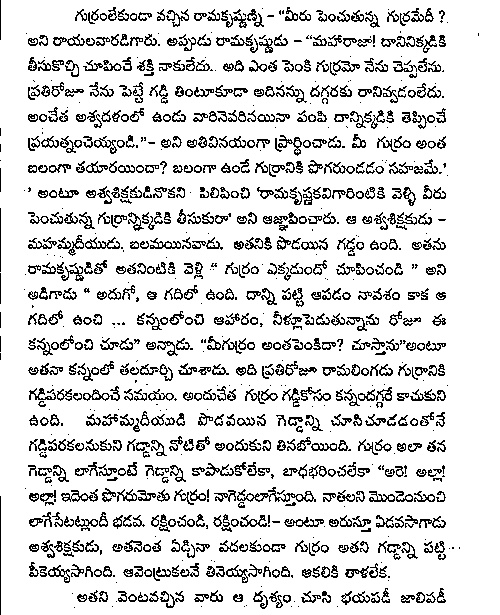 గుర్రంలేకుండా వచ్చిన రామకృష్ణుణ్ని – "మీరు పెంచుతున్న గుర్రమేదీ ?
అని రాయలవారడిగారు. అప్పుడు రామకృష్ణుడు – "మహారాజా! దానినిక్కడికి
తీసుకొచ్చి చూపించే శక్తి నాకులేదు.. అది ఎంత పెంకి గుర్రమో నేను చెప్పలేను.
ప్రతిరోజూ నేను పెట్టే గడ్డి తింటూకూడా అదినన్ను దగ్గరకు రానివ్వడంలేదు.
అంచేత అశ్వదళంలో ఉండు వారినెవరినయినా పంపి దాన్నిక్కడికి తెప్పించే
ప్రయత్నంచెయ్యండి."– అని అతివినయంగా ప్రార్థించాడు. మీ గుర్రం అంత
బలంగా తయారయిందా? బలంగా ఉండే గుర్రానికి పొగరుండడం సహజమే.'
' అంటూ అశ్వశిక్షకుడినొకని పిలిపించి 'రామకృష్ణకవిగారింటికి వెళ్ళి వీరు
పెంచుతున్న గుర్రాన్నిక్కడికి తీసుకురా' అని ఆజ్ఞాపించారు. ఆ అశ్వశిక్షకుడు –
మహమ్మదీయుడు, బలమయినవాడు. అతనికి పొడయిన గడ్డం ఉంది. అతను
రామకృష్ణుడితో అతనింటికి వెళ్లి " గుర్రం ఎక్కడుందో చూపించండి " అని
అడిగాడు " అదుగో, ఆ గదిలో ఉంది. దాన్ని పట్టి ఆపడం నావశం కాక ఆ
గదిలో ఉంచి ... కన్నంలోంచి ఆహారం, నీళ్లూపెడుతున్నాను రోజూ ఈ
కన్నంలోంచి చూడు" అన్నాడు. "మీగుర్రం అంతపెంకిదా? చూస్తాను"అంటూ
అతనా కన్నంలో తలదూర్చి చూశాడు. అది ప్రతిరోజూ రామలింగడు గుర్రానికి
గడ్డిపరకలందించే సమయం. అందుచేత గుర్రం గడ్డికోసం కన్నందగ్గరే కాచుకుని
ఉంది. మహామ్మదీయుడి పొడవయిన గెడ్డాన్ని చూసిచూడడంతోనే
గడ్డిపరకలనుకుని గడ్డాన్ని నోటితో అందుకుని తినబోయింది. గుర్రం అలా తన
గెడ్డాన్ని లాగేస్తూంటే గెడ్డాన్ని కాపాడుకోలేకా, బాధభరించలేకా "అరె! అల్లా!
అల్లా! ఇదెంత పొగరుమోతు గుర్రం! నాగెడ్డంలాగేస్తూంది. నాతలని మొండెంనుంచి
లాగేసేటట్లుందీ భడవ. రక్షించండి, రక్షించండి!– అంటూ అరుస్తూ ఏడవసాగాడు
అశ్వశిక్షకుడు, అతనెంత ఏడ్చినా వదలకుండా గుర్రం అతని గడ్డాన్ని పట్టి
పీకెయ్యసాగింది. ఆవెంట్రుకలనే తినెయ్యసాగింది. ఆకలికి తాళలేక.
అతని వెంటవచ్చిన వారు ఆ దృశ్యం చూసి భయపడీ జాలిపడీ